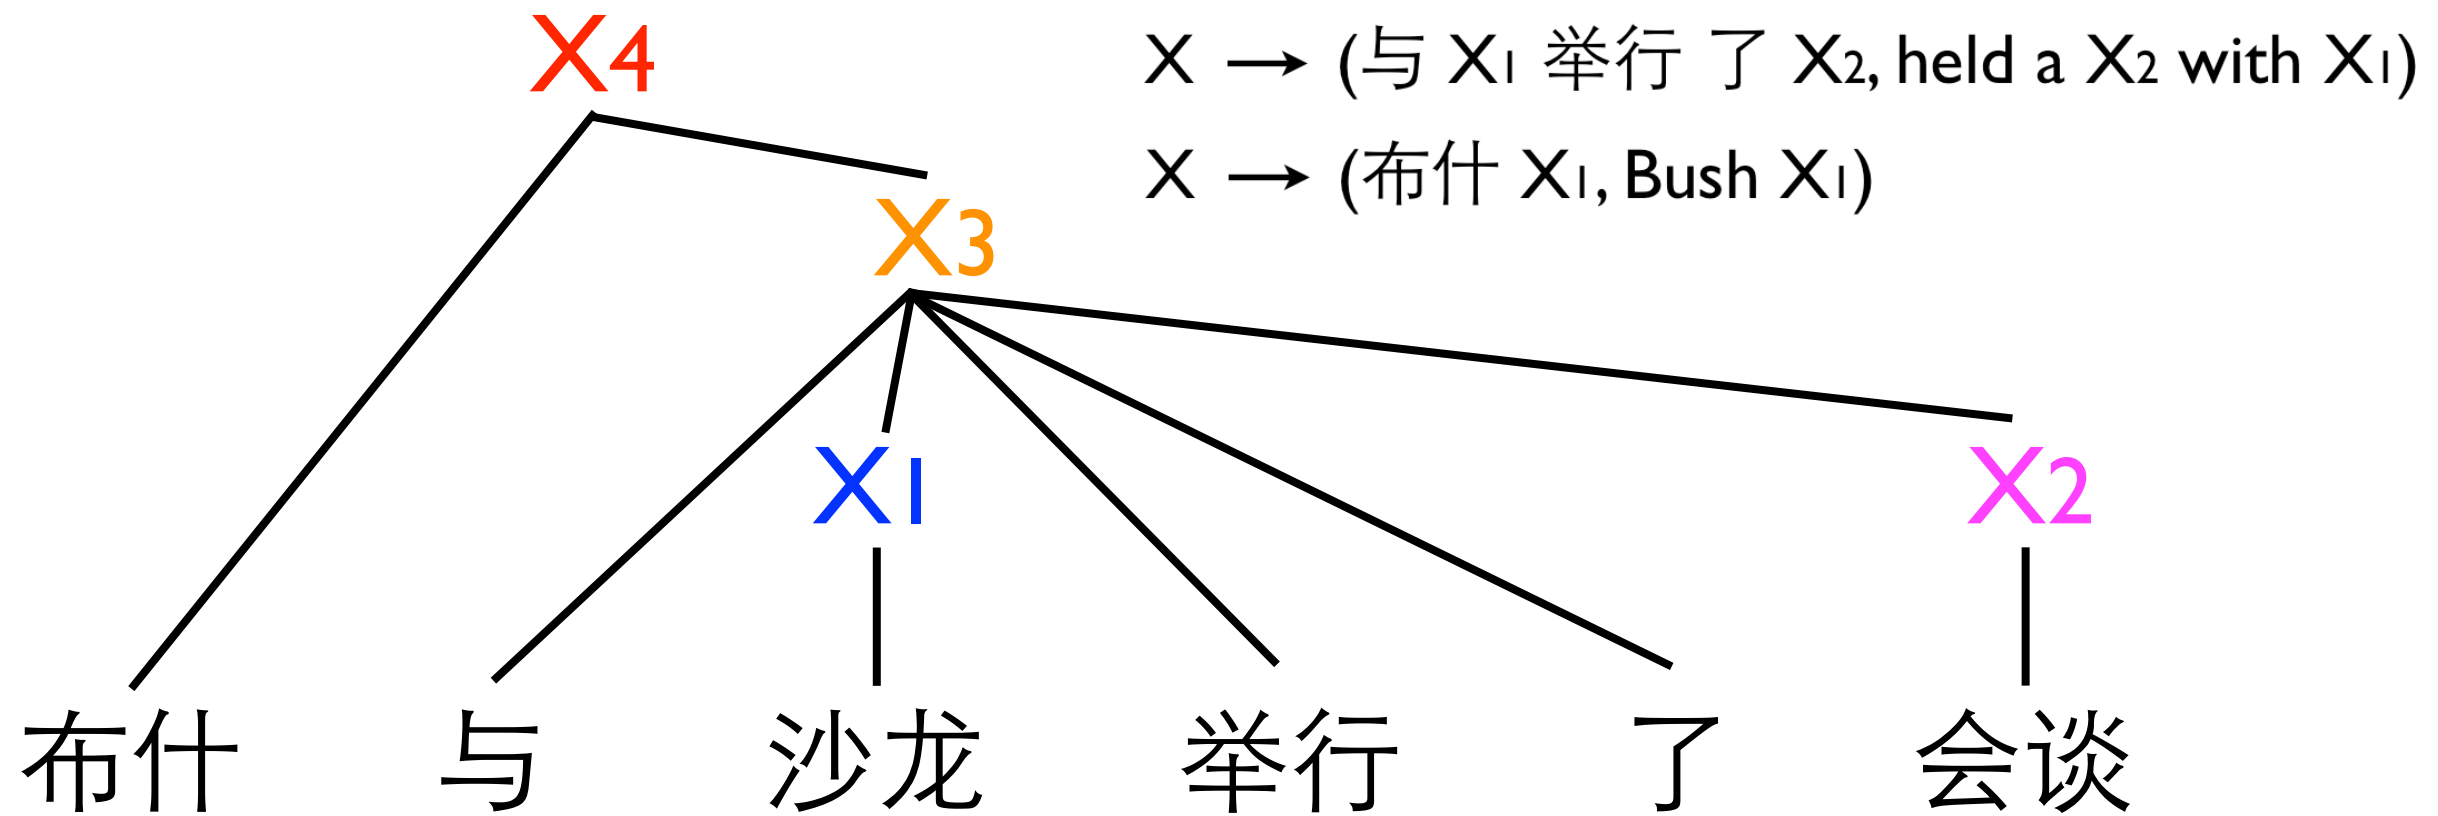 X4
X → (与 X1 举行 了 X2, held a X2 with X1)
X → (布什 X1, Bush X1)
X3
X1
X2
布什 与 沙龙 举行 了 会谈